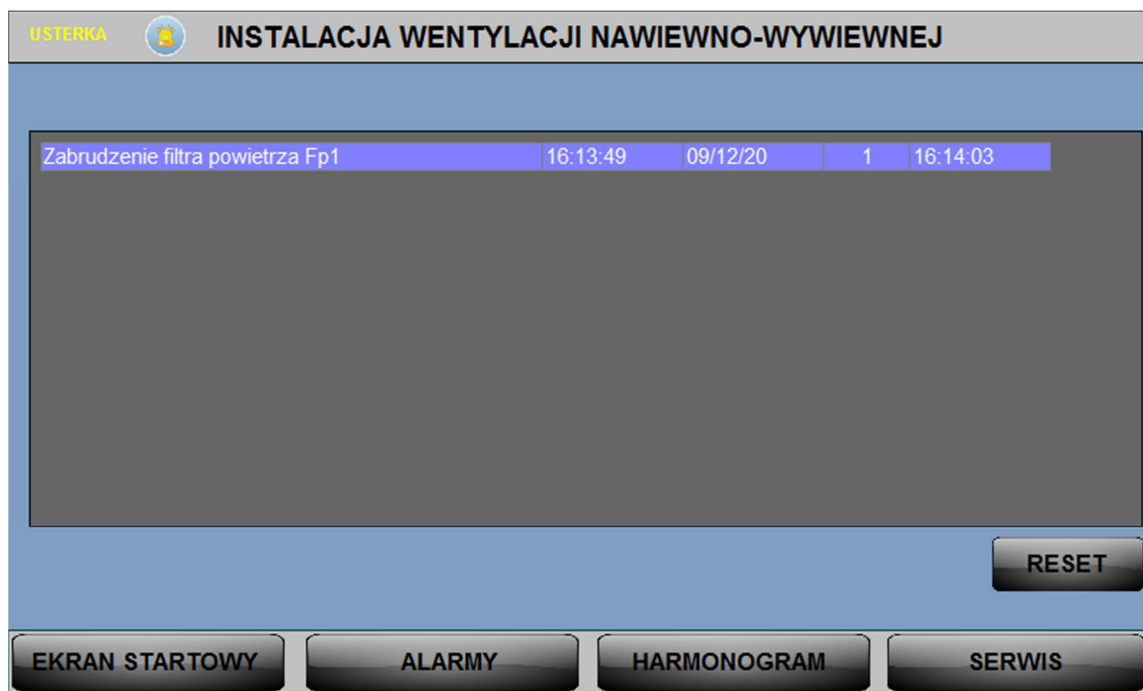 USTERKA INSTALACJA WENTYLACJI NAWIEWNO-WYWIEWNEJ
Zabrudzenie filtra powietrza Fp1 16:13:49 09/12/20 1 16:14:03
RESET
EKRAN STARTOWY ALARMY HARMONOGRAM SERWIS